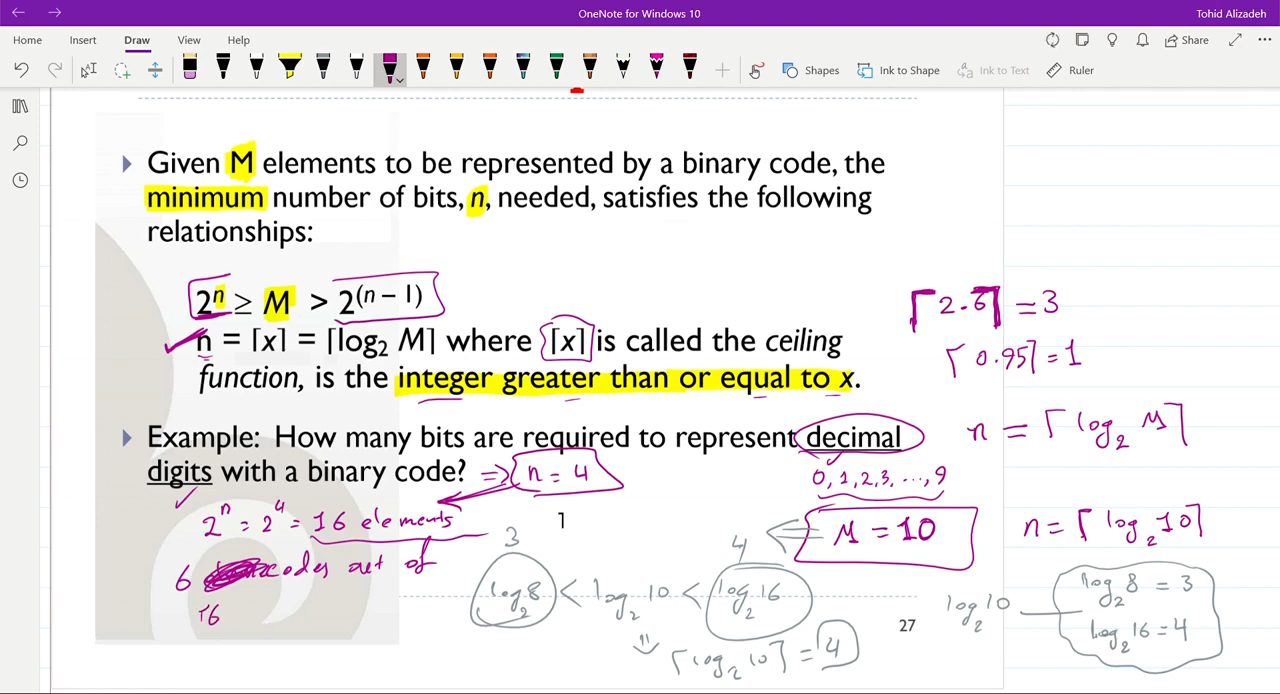 OneNote for Windows 10
Tohid Alizadeh
Home Insert Draw View Help
Share
Shapes Ink to Shape Ink to Text Ruler
Given M elements to be represented by a binary code, the
minimum number of bits, n, needed, satisfies the following
relationships:
2^n ≥ M > 2^(n – 1)
n = ⌈x⌉ = ⌈log₂ M⌉ where ⌈x⌉ is called the ceiling
function, is the integer greater than or equal to x.
Example: How many bits are required to represent decimal
digits with a binary code? ⇒ n = 4
0, 1, 2, 3, ..., 9
M = 10
2^n = 2^4 = 16 elements
6 codes out of
16
1
⌈2.6⌉ = 3
⌈0.95⌉ = 1
n = ⌈log₂ M⌉
n = ⌈log₂ 10⌉
3 4
log₂ 8 < log₂ 10 < log₂ 16
⌈log₂ 10⌉ = 4
27
log₂ 10
log₂ 8 = 3
log₂ 16 = 4